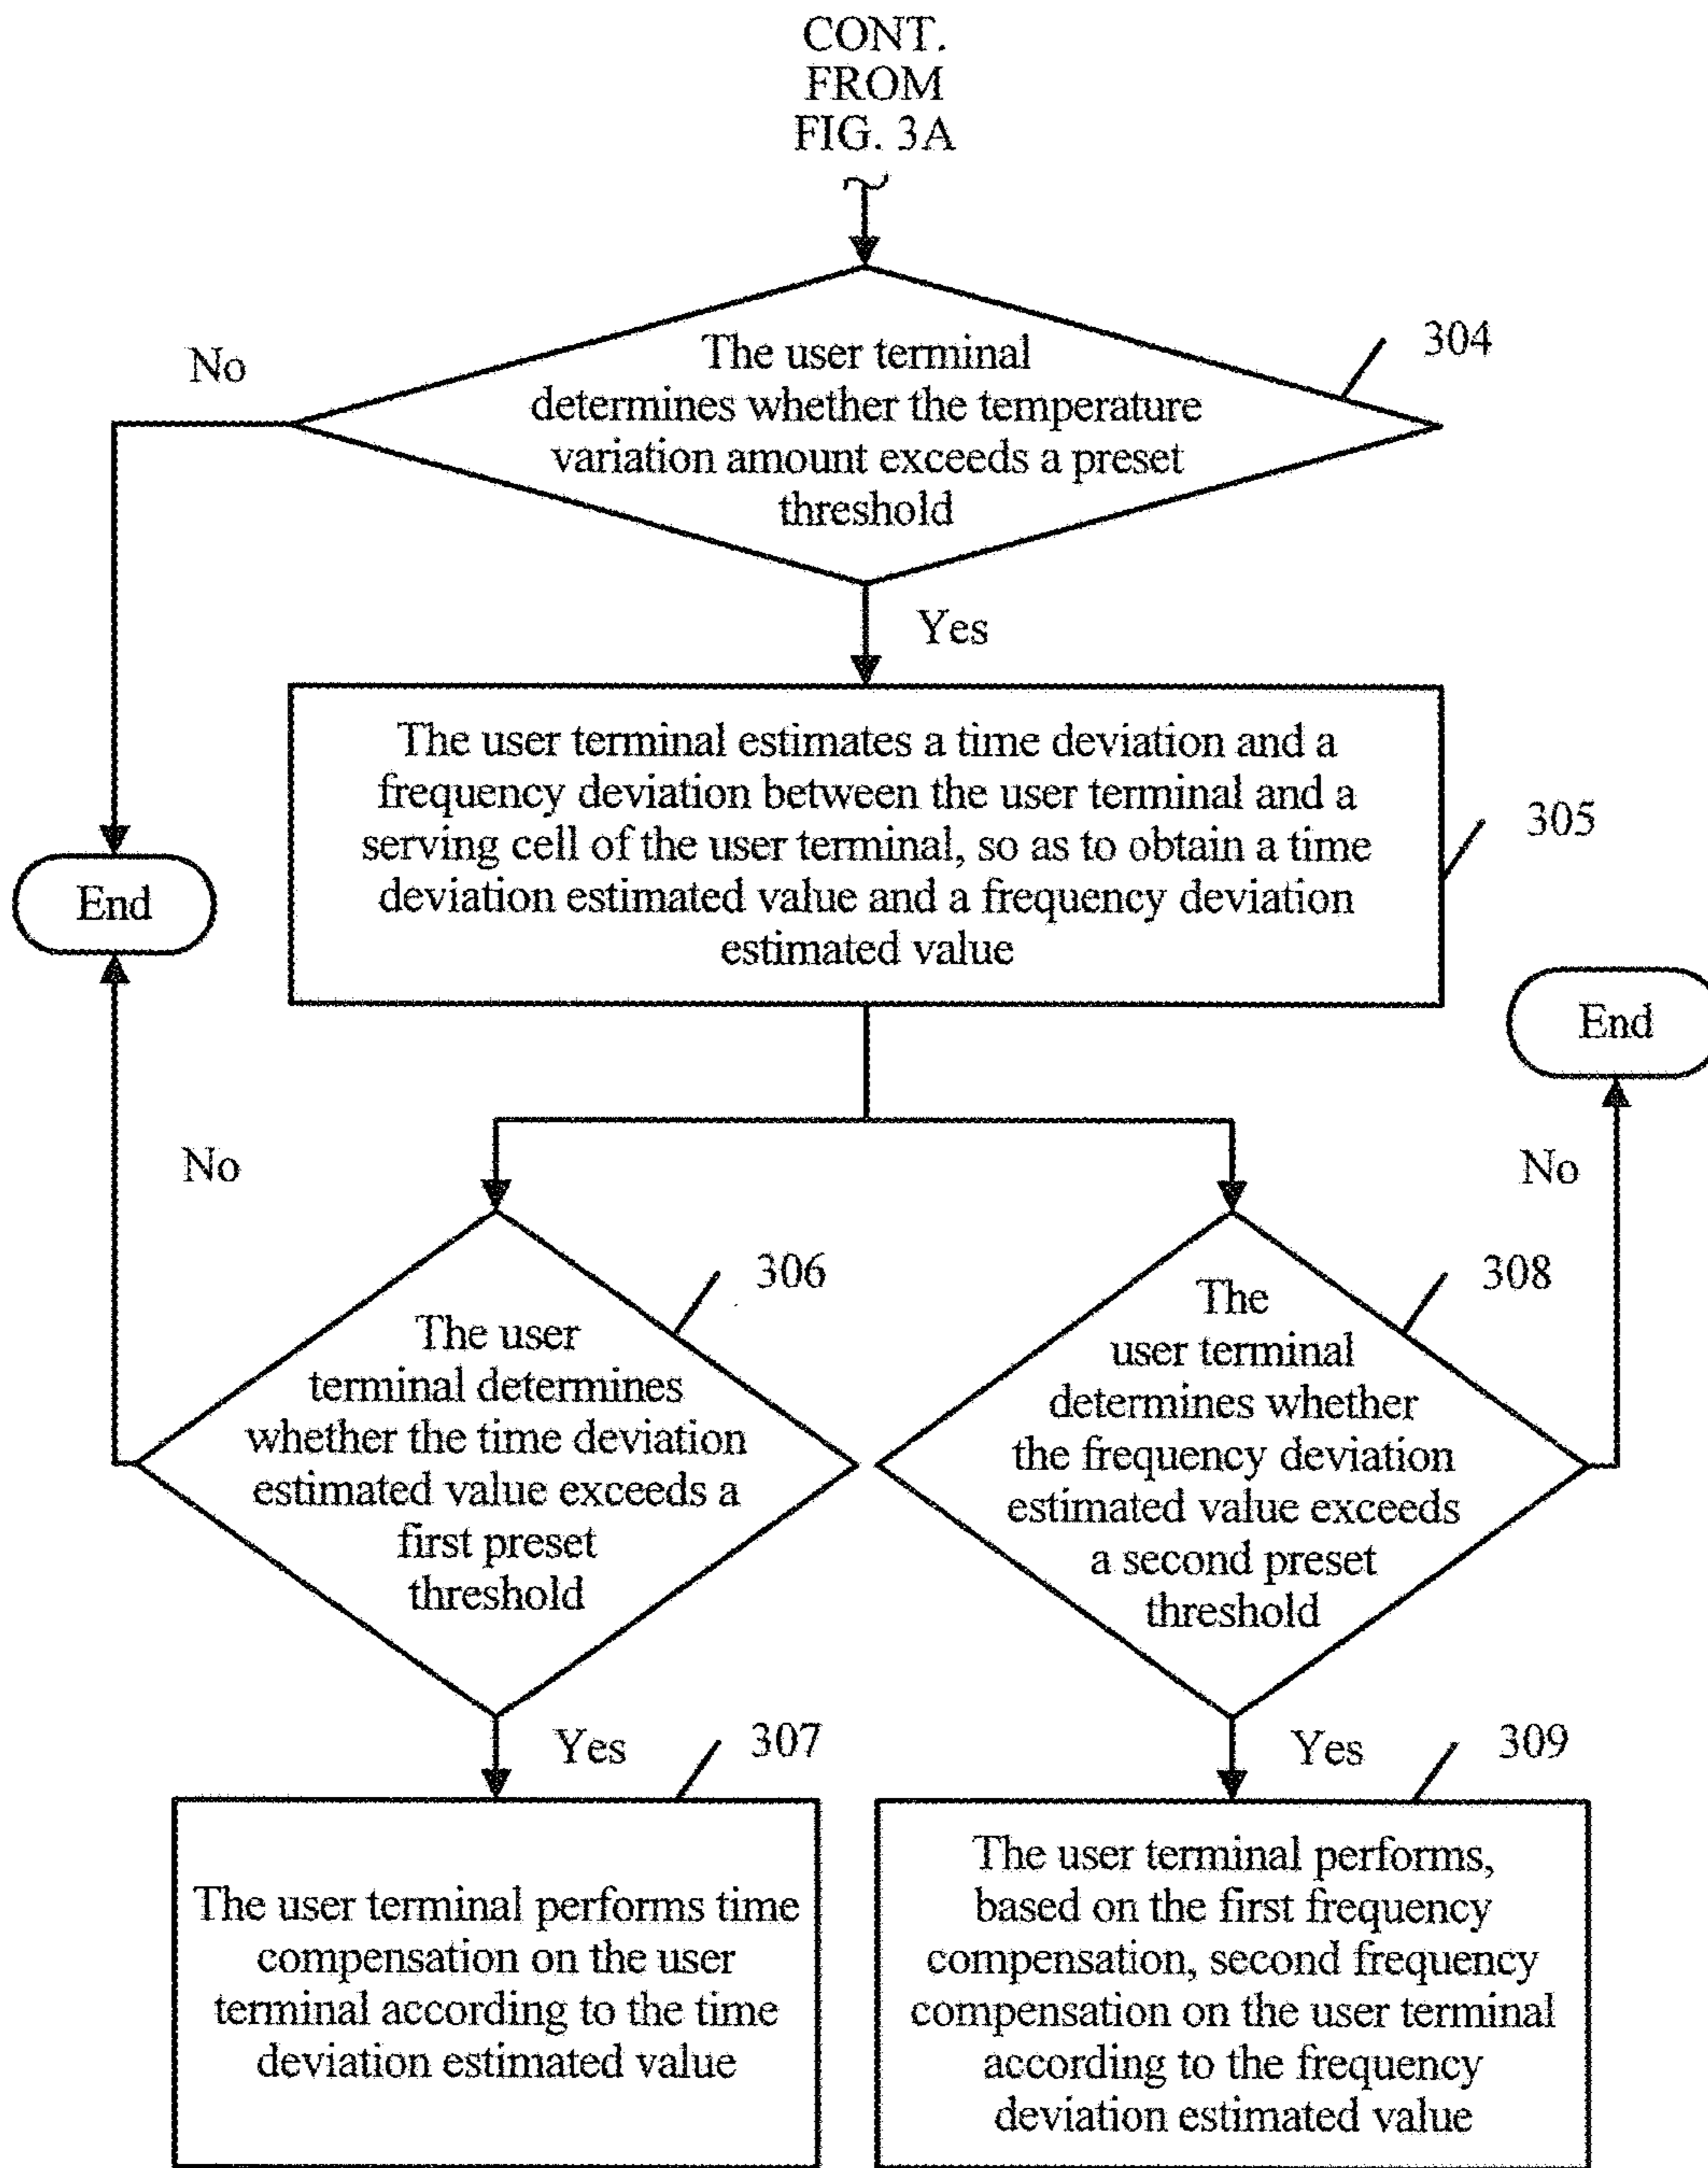 CONT.
FROM
FIG. 3A
No
The user terminal
determines whether the temperature
variation amount exceeds a preset
threshold
304
Yes
The user terminal estimates a time deviation and a
frequency deviation between the user terminal and a
serving cell of the user terminal, so as to obtain a time
deviation estimated value and a frequency deviation
estimated value
305
End
End
No
No
The user
terminal determines
whether the time deviation
estimated value exceeds a
first preset
threshold
306
The
user terminal
determines whether
the frequency deviation
estimated value exceeds
a second preset
threshold
308
Yes
307
Yes
309
The user terminal performs time
compensation on the user
terminal according to the time
deviation estimated value
The user terminal performs,
based on the first frequency
compensation, second frequency
compensation on the user terminal
according to the frequency
deviation estimated value